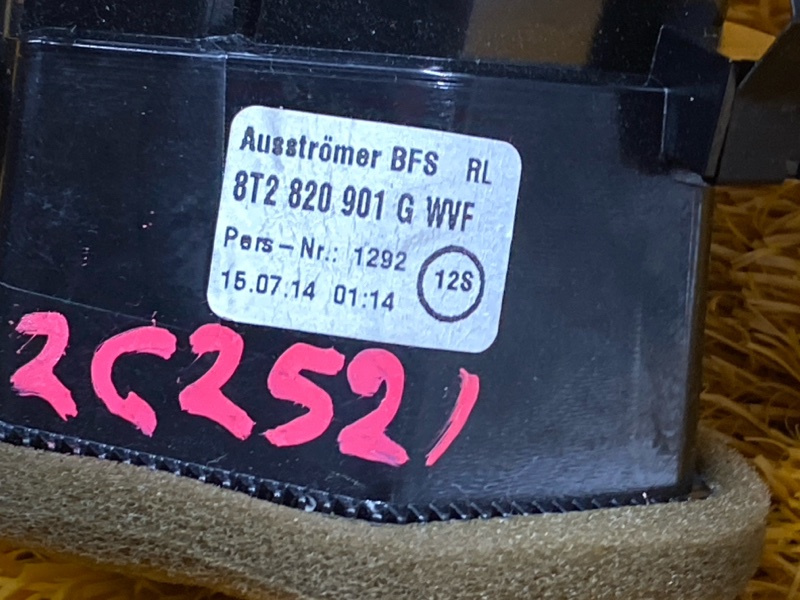 Ausströmer BFS RL
8T2 820 901 G WVF
Pers-Nr.: 1292
15.07.14 01:14
12S
2C2521